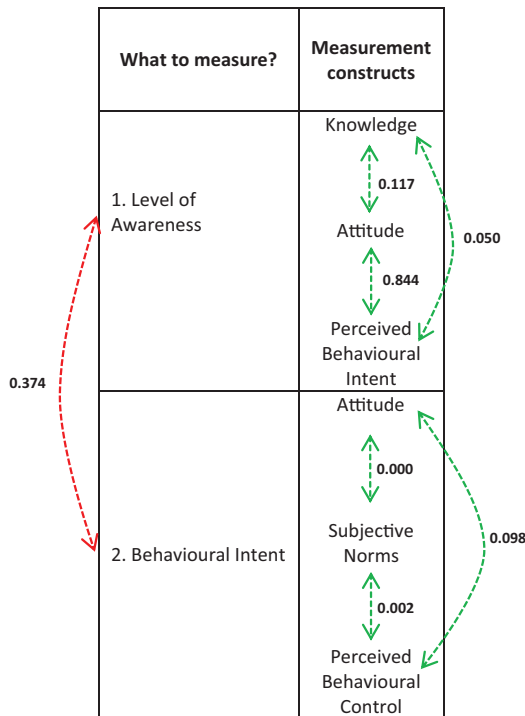 What to measure?
Measurement
constructs
Knowledge
0.117
1. Level of
Awareness
Attitude
0.050
0.844
Perceived
Behavioural
Intent
0.374
Attitude
0.000
2. Behavioural Intent
Subjective
Norms
0.098
0.002
Perceived
Behavioural
Control